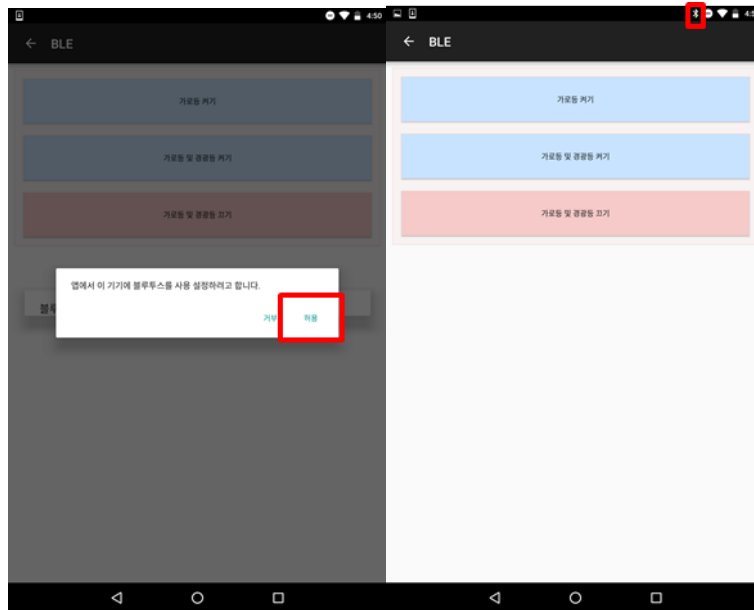 4:50
BLE
가로등 켜기
가로등 및 경광등 켜기
가로등 및 경광등 끄기
앱에서 이 기기에 블루투스를 사용 설정하려고 합니다.
거부
허용
BLE
가로등 켜기
가로등 및 경광등 켜기
가로등 및 경광등 끄기